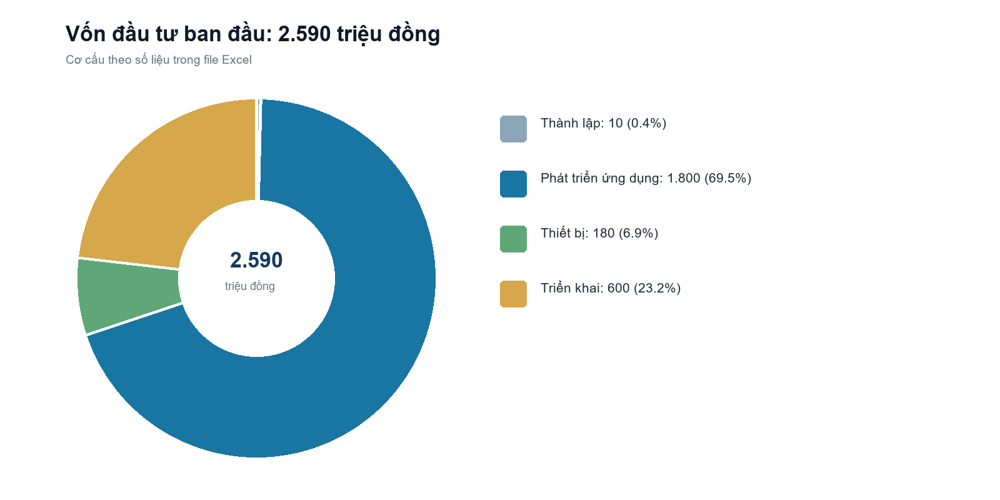 Vốn đầu tư ban đầu: 2.590 triệu đồng
Cơ cấu theo số liệu trong file Excel
Thành lập: 10 (0.4%)
Phát triển ứng dụng: 1.800 (69.5%)
Thiết bị: 180 (6.9%)
Triển khai: 600 (23.2%)
2.590
triệu đồng